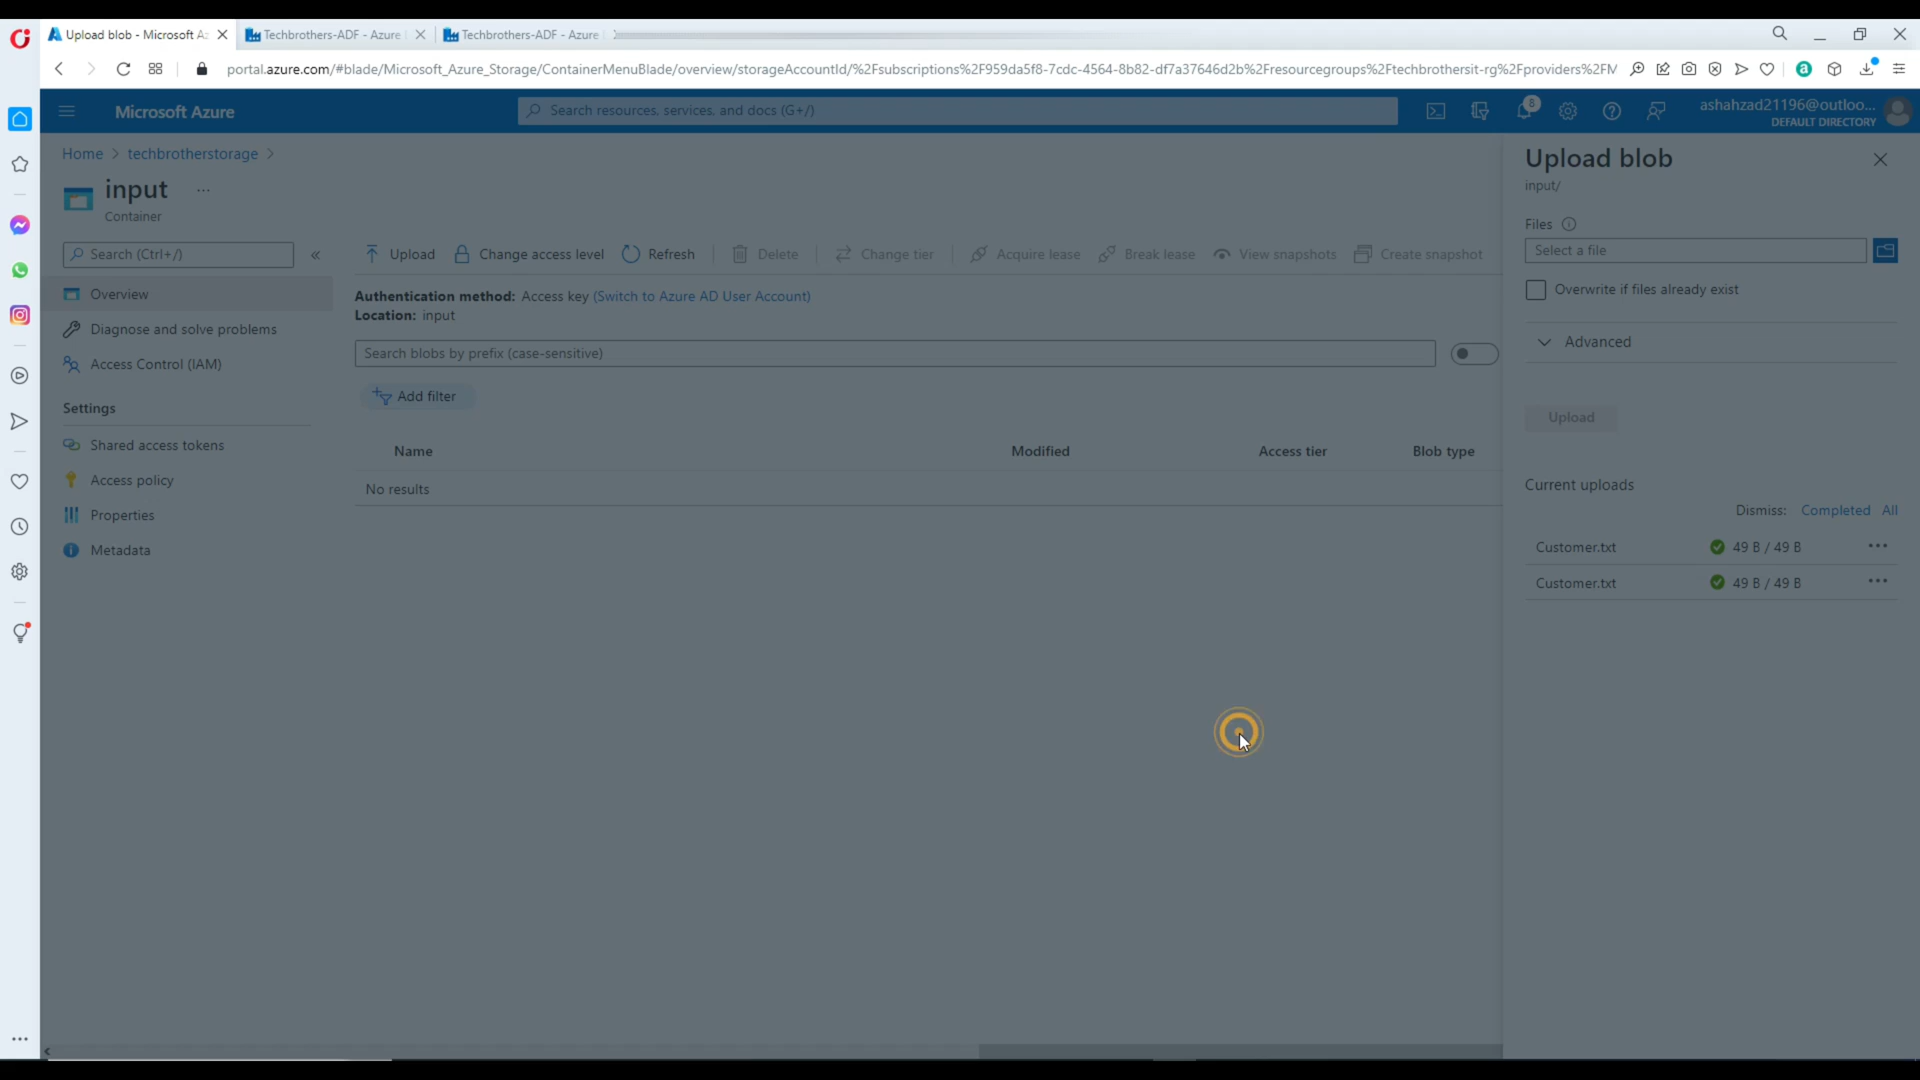 Upload blob - Microsoft Az
Techbrothers-ADF - Azure
Techbrothers-ADF - Azure
portal.azure.com/#blade/Microsoft_Azure_Storage/ContainerMenuBlade/overview/storageAccountId/%2Fsubscriptions%2F959da5f8-7cdc-4564-8b82-df7a37646d2b%2Fresourcegroups%2Ftechbrothersit-rg%2Fproviders%2FM
Microsoft Azure
Search resources, services, and docs (G+/)
8
ashahzad21196@outloo...
DEFAULT DIRECTORY
Home > techbrotherstorage >
input ...
Container
Search (Ctrl+/)
«
Overview
Diagnose and solve problems
Access Control (IAM)
Settings
Shared access tokens
Access policy
Properties
Metadata
Upload
Change access level
Refresh
Delete
Change tier
Acquire lease
Break lease
View snapshots
Create snapshot
Authentication method: Access key (Switch to Azure AD User Account)
Location: input
Search blobs by prefix (case-sensitive)
Add filter
Name Modified Access tier Blob type
No results
Upload blob
input/
Files
Select a file
Overwrite if files already exist
Advanced
Upload
Current uploads
Dismiss: Completed All
Customer.txt 49 B / 49 B ...
Customer.txt 49 B / 49 B ...